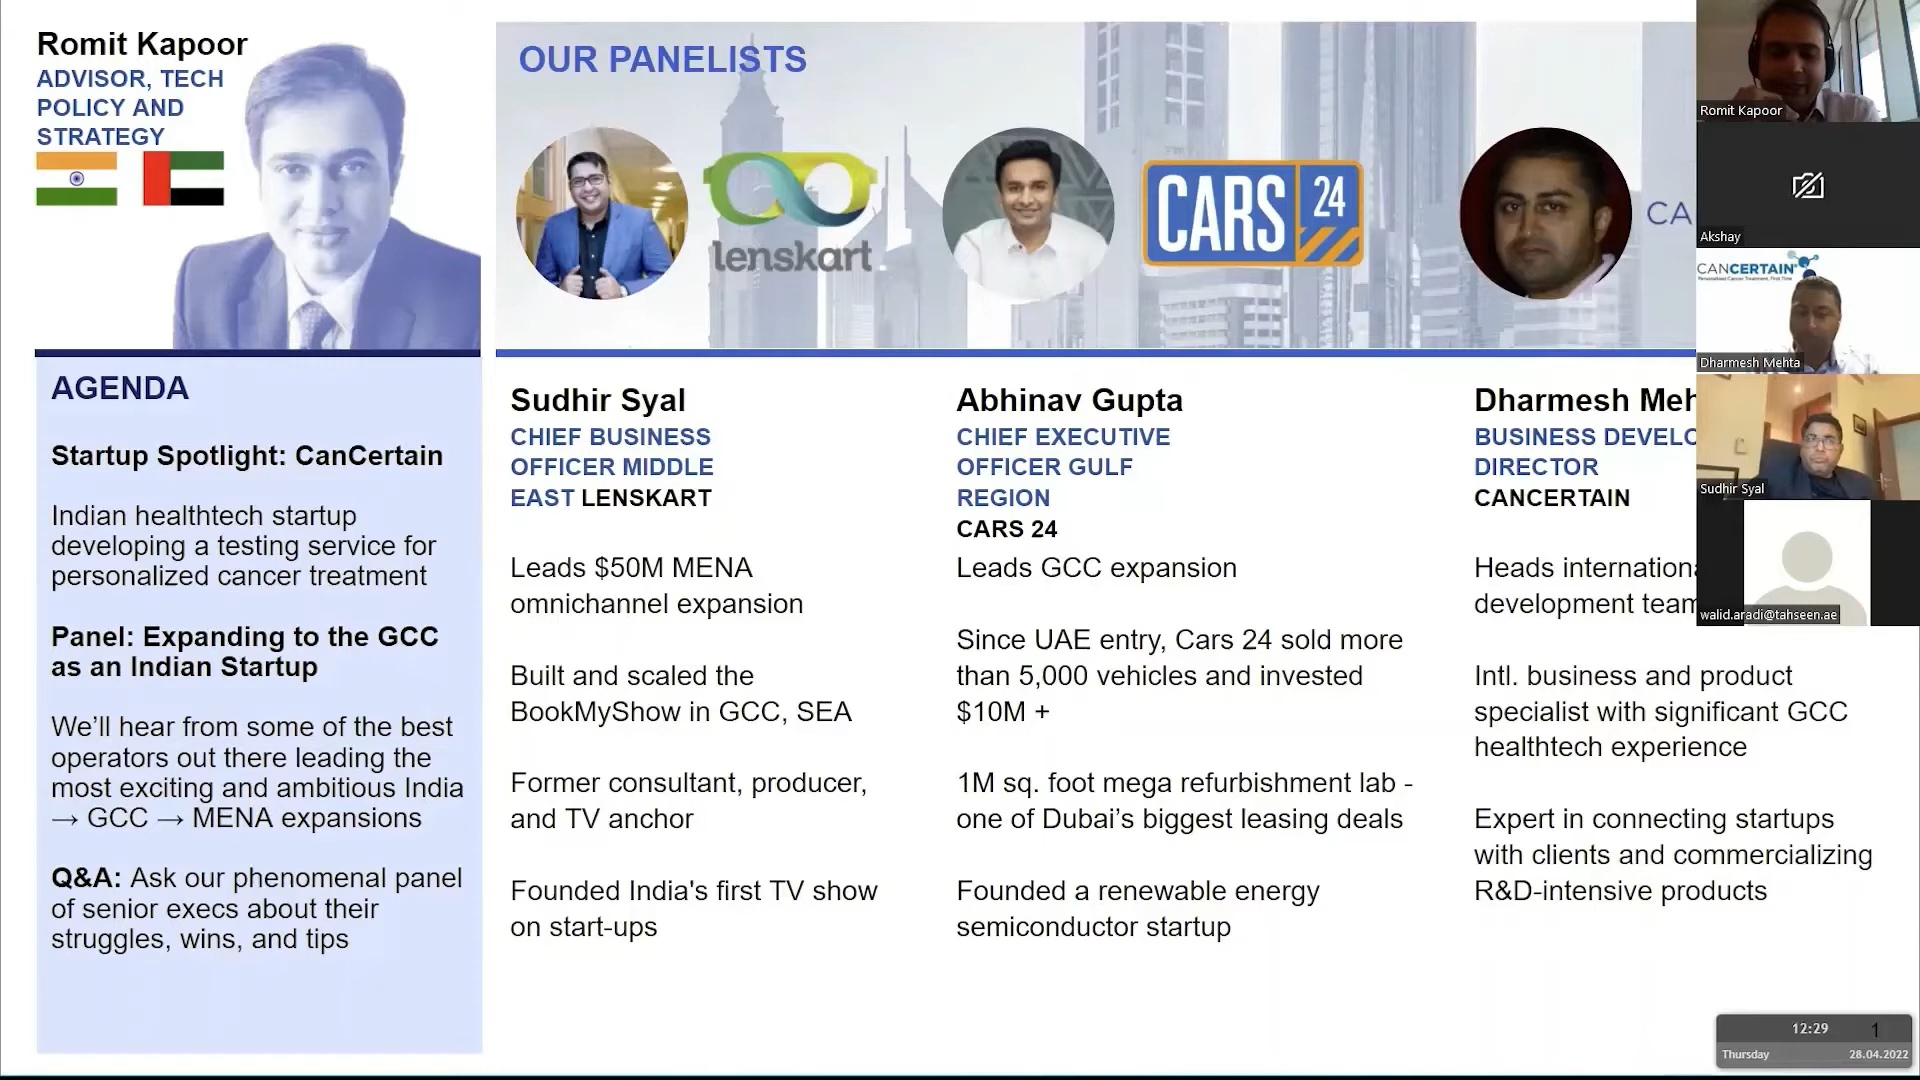 Romit Kapoor
ADVISOR, TECH
POLICY AND
STRATEGY
AGENDA
Startup Spotlight: CanCertain
Indian healthtech startup
developing a testing service for
personalized cancer treatment
Panel: Expanding to the GCC
as an Indian Startup
We’ll hear from some of the best
operators out there leading the
most exciting and ambitious India
→ GCC → MENA expansions
Q&A: Ask our phenomenal panel
of senior execs about their
struggles, wins, and tips
OUR PANELISTS
lenskart
CARS 24
CA
Sudhir Syal
CHIEF BUSINESS
OFFICER MIDDLE
EAST LENSKART
Leads $50M MENA
omnichannel expansion
Built and scaled the
BookMyShow in GCC, SEA
Former consultant, producer,
and TV anchor
Founded India's first TV show
on start-ups
Abhinav Gupta
CHIEF EXECUTIVE
OFFICER GULF
REGION
CARS 24
Leads GCC expansion
Since UAE entry, Cars 24 sold more
than 5,000 vehicles and invested
$10M +
1M sq. foot mega refurbishment lab -
one of Dubai’s biggest leasing deals
Founded a renewable energy
semiconductor startup
Dharmesh Meh
BUSINESS DEVELO
DIRECTOR
CANCERTAIN
Heads internationa
development team
Intl. business and product
specialist with significant GCC
healthtech experience
Expert in connecting startups
with clients and commercializing
R&D-intensive products
Romit Kapoor
Akshay
CANCERTAIN
Personalised Cancer Treatment, First Time
Dharmesh Mehta
Sudhir Syal
walid.aradi@tahseen.ae
12:29 1
Thursday 28.04.2022